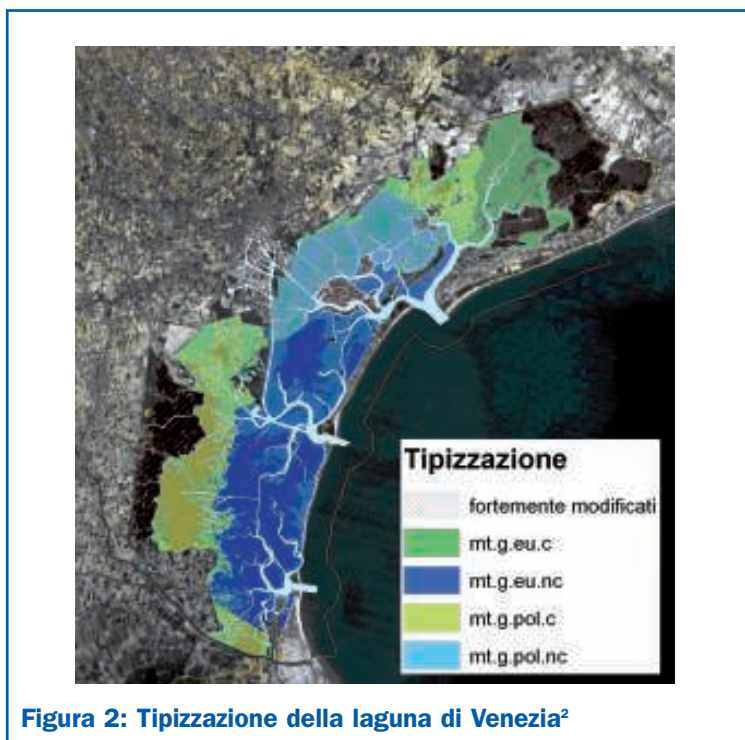 Tipizzazione
fortemente modificati
mt.g.eu.c
mt.g.eu.nc
mt.g.pol.c
mt.g.pol.nc
Figura 2: Tipizzazione della laguna di Venezia²